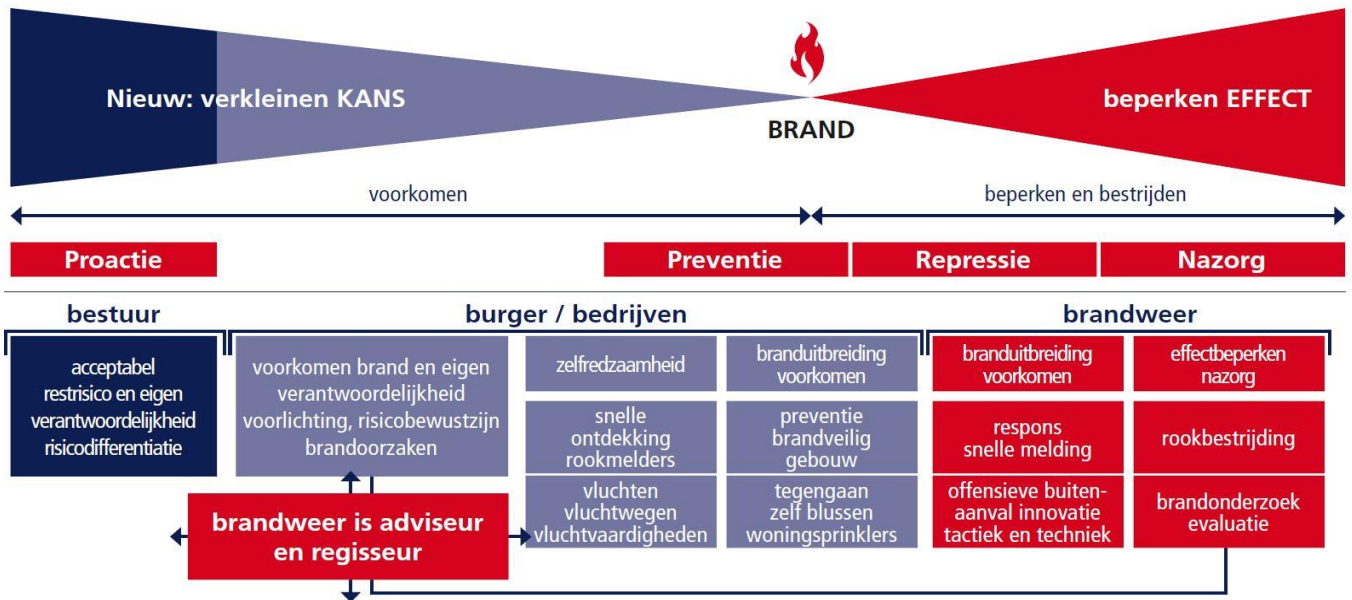 Nieuw: verkleinen KANS
BRAND
beperken EFFECT
voorkomen
beperken en bestrijden
Proactie
Preventie
Repressie
Nazorg
bestuur
burger / bedrijven
brandweer
acceptabel
restrisico en eigen
verantwoordelijkheid
risicodifferentiatie
voorkomen brand en eigen
verantwoordelijkheid
voorlichting, risicobewustzijn
brandoorzaken
zelfredzaamheid
snelle
ontdekking
rookmelders
vluchten
vluchtwegen
vluchtvaardigheden
branduitbreiding
voorkomen
preventie
brandveilig
gebouw
tegengaan
zelf blussen
woningsprinklers
branduitbreiding
voorkomen
respons
snelle melding
offensieve buiten-
aanval innovatie
tactiek en techniek
effectbeperken
nazorg
rookbestrijding
brandonderzoek
evaluatie
brandweer is adviseur
en regisseur